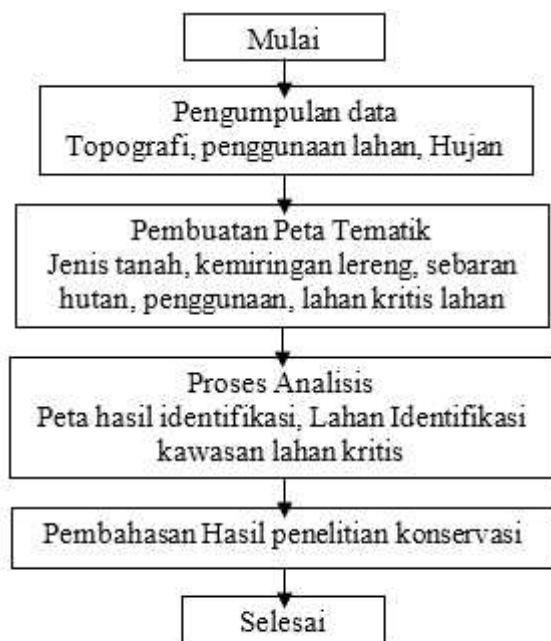 Mulai
Pengumpulan data
Topografi, penggunaan lahan, Hujan
Pembuatan Peta Tematik
Jenis tanah, kemiringan lereng, sebaran
hutan, penggunaan, lahan kritis lahan
Proses Analisis
Peta hasil identifikasi, Lahan Identifikasi
kawasan lahan kritis
Pembahasan Hasil penelitian konservasi
Selesai